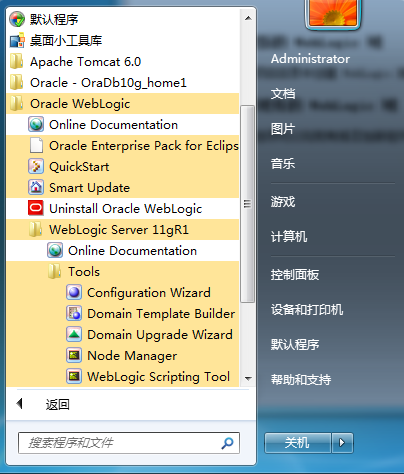 默认程序
桌面小工具库
Apache Tomcat 6.0
Oracle - OraDb10g_home1
Oracle WebLogic
Online Documentation
Oracle Enterprise Pack for Eclips
QuickStart
Smart Update
Uninstall Oracle WebLogic
WebLogic Server 11gR1
Online Documentation
Tools
Configuration Wizard
Domain Template Builder
Domain Upgrade Wizard
Node Manager
WebLogic Scripting Tool
返回
搜索程序和文件
Administrator
文档
图片
音乐
游戏
计算机
控制面板
设备和打印机
默认程序
帮助和支持
关机